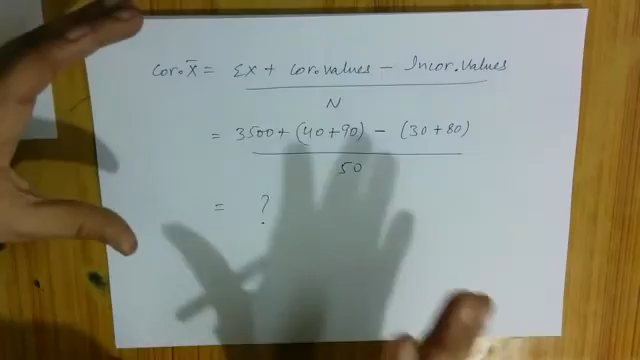 Cor. X̄ = ΣX + Cor. values - Incor. values
N
= 3500 + (40 + 90) - (30 + 80)
50
= ?